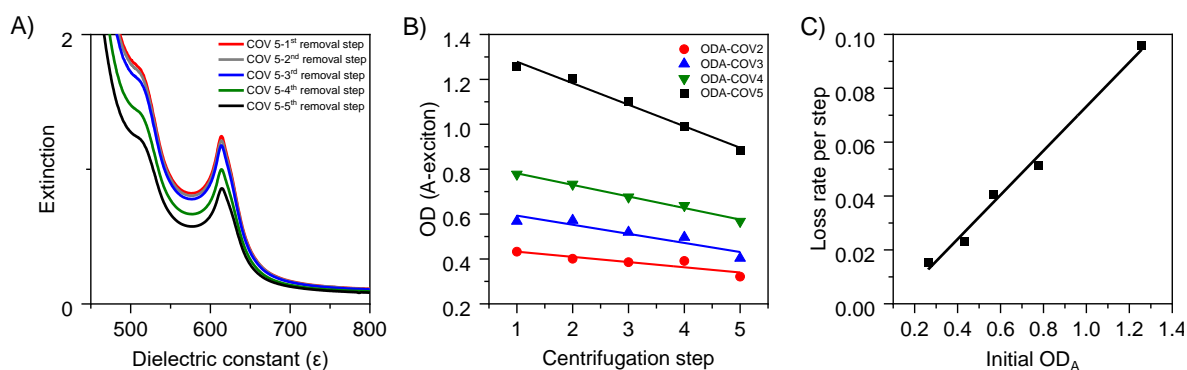 A)
2
0
Extinction
500
600
700
800
Dielectric constant (ε)
COV 5-1st removal step
COV 5-2nd removal step
COV 5-3rd removal step
COV 5-4th removal step
COV 5-5th removal step
B)
1.4
1.2
1.0
0.8
0.6
0.4
0.2
OD (A-exciton)
1
2
3
4
5
Centrifugation step
ODA-COV2
ODA-COV3
ODA-COV4
ODA-COV5
C)
0.10
0.08
0.06
0.04
0.02
0.00
Loss rate per step
0.2
0.4
0.6
0.8
1.0
1.2
1.4
Initial ODA